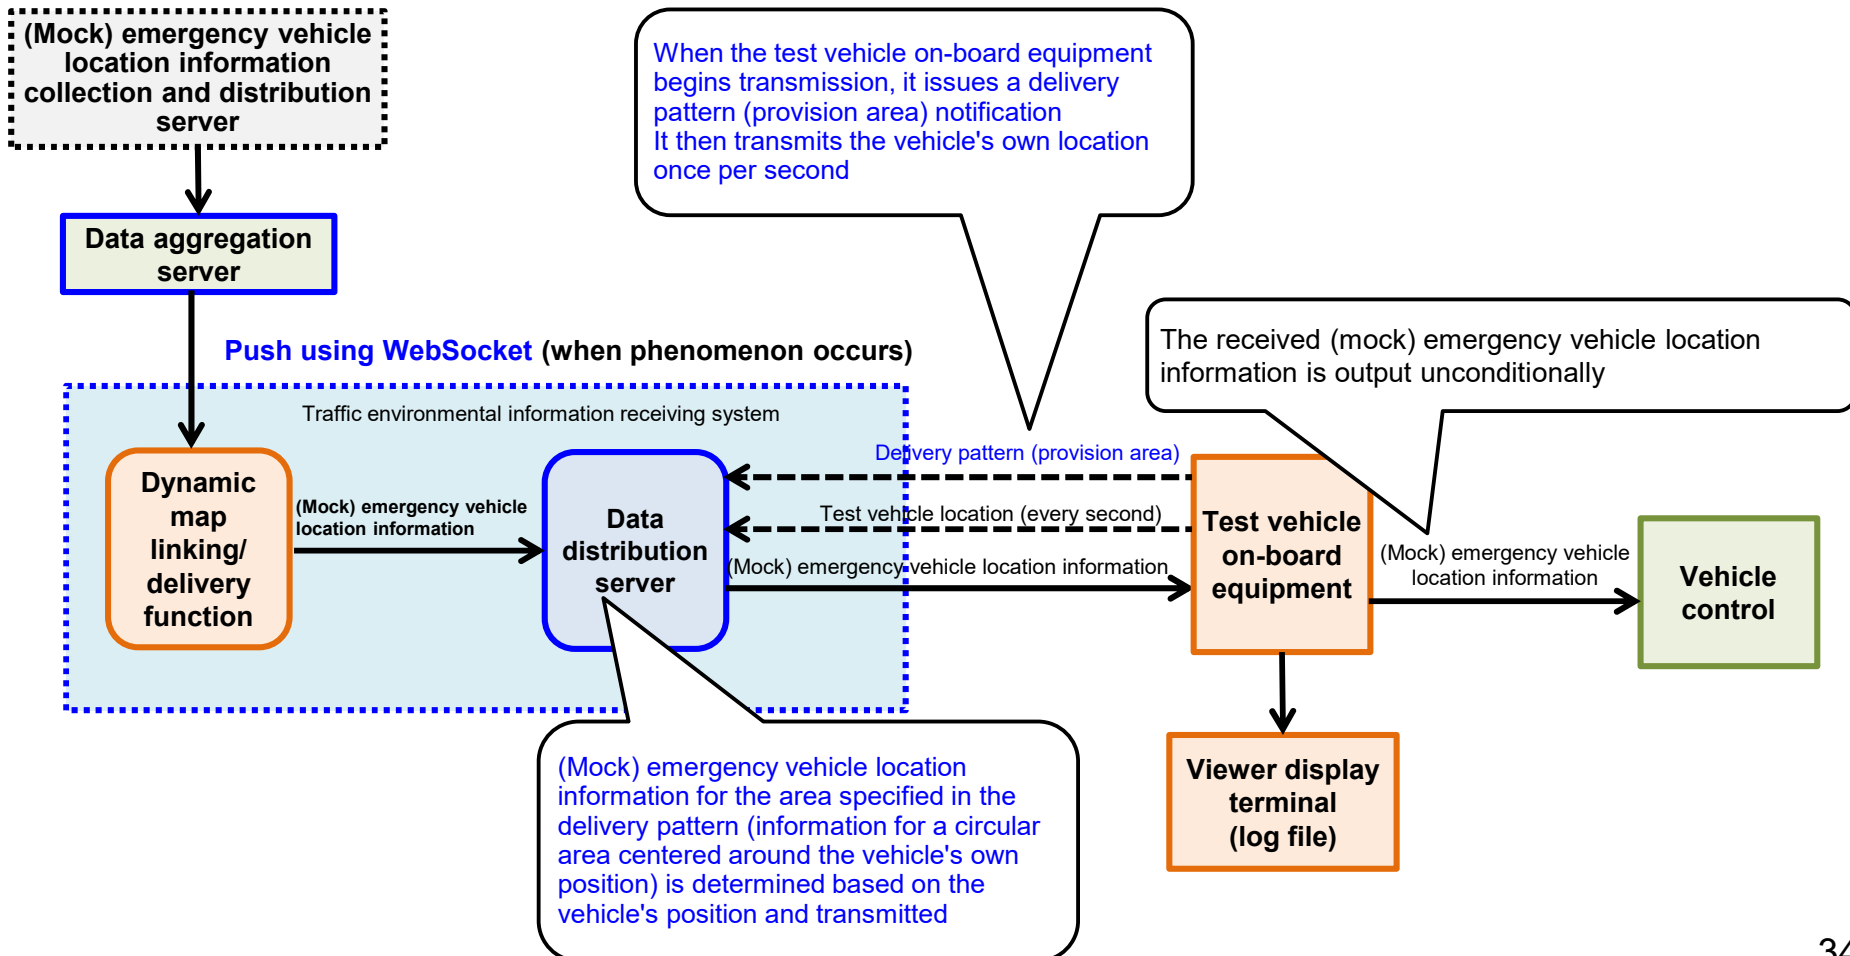 (Mock) emergency vehicle
location information
collection and distribution
server
When the test vehicle on-board equipment
begins transmission, it issues a delivery
pattern (provision area) notification
It then transmits the vehicle's own location
once per second
Data aggregation
server
Push using WebSocket (when phenomenon occurs)
The received (mock) emergency vehicle location
information is output unconditionally
Traffic environmental information receiving system
Dynamic
map
linking/
delivery
function
(Mock) emergency vehicle
location information
Data
distribution
server
Delivery pattern (provision area)
Test vehicle location (every second)
(Mock) emergency vehicle location information
Test vehicle
on-board
equipment
(Mock) emergency vehicle
location information
Vehicle
control
Viewer display
terminal
(log file)
(Mock) emergency vehicle location
information for the area specified in the
delivery pattern (information for a circular
area centered around the vehicle's own
position) is determined based on the
vehicle's position and transmitted
34